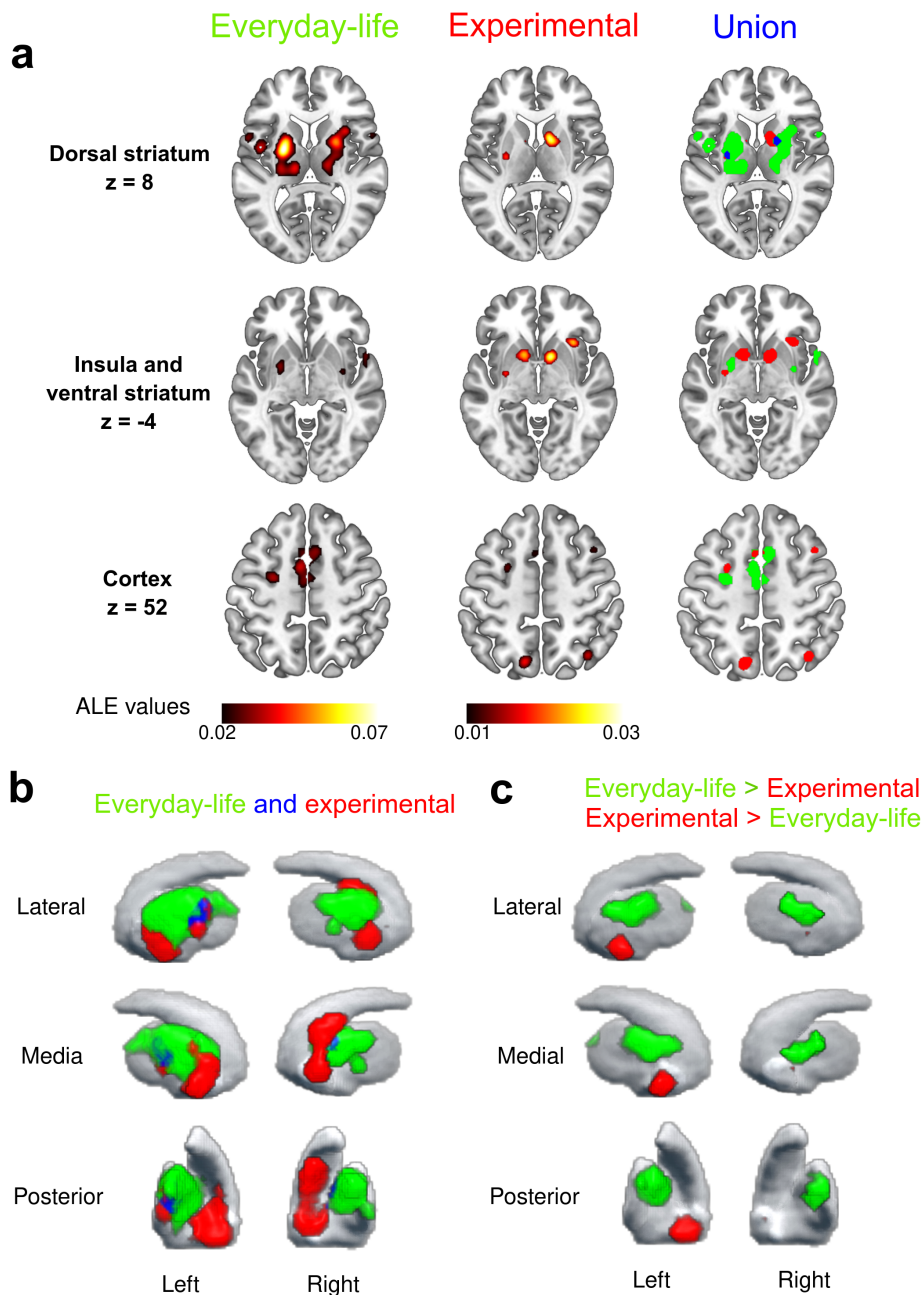 Everyday-life Experimental Union
a
Dorsal striatum
z = 8
Insula and
ventral striatum
z = -4
Cortex
z = 52
ALE values
0.02 0.07 0.01 0.03
b
Everyday-life and experimental
c
Everyday-life > Experimental
Experimental > Everyday-life
Lateral
Lateral
Media
Medial
Posterior
Posterior
Left Right
Left Right